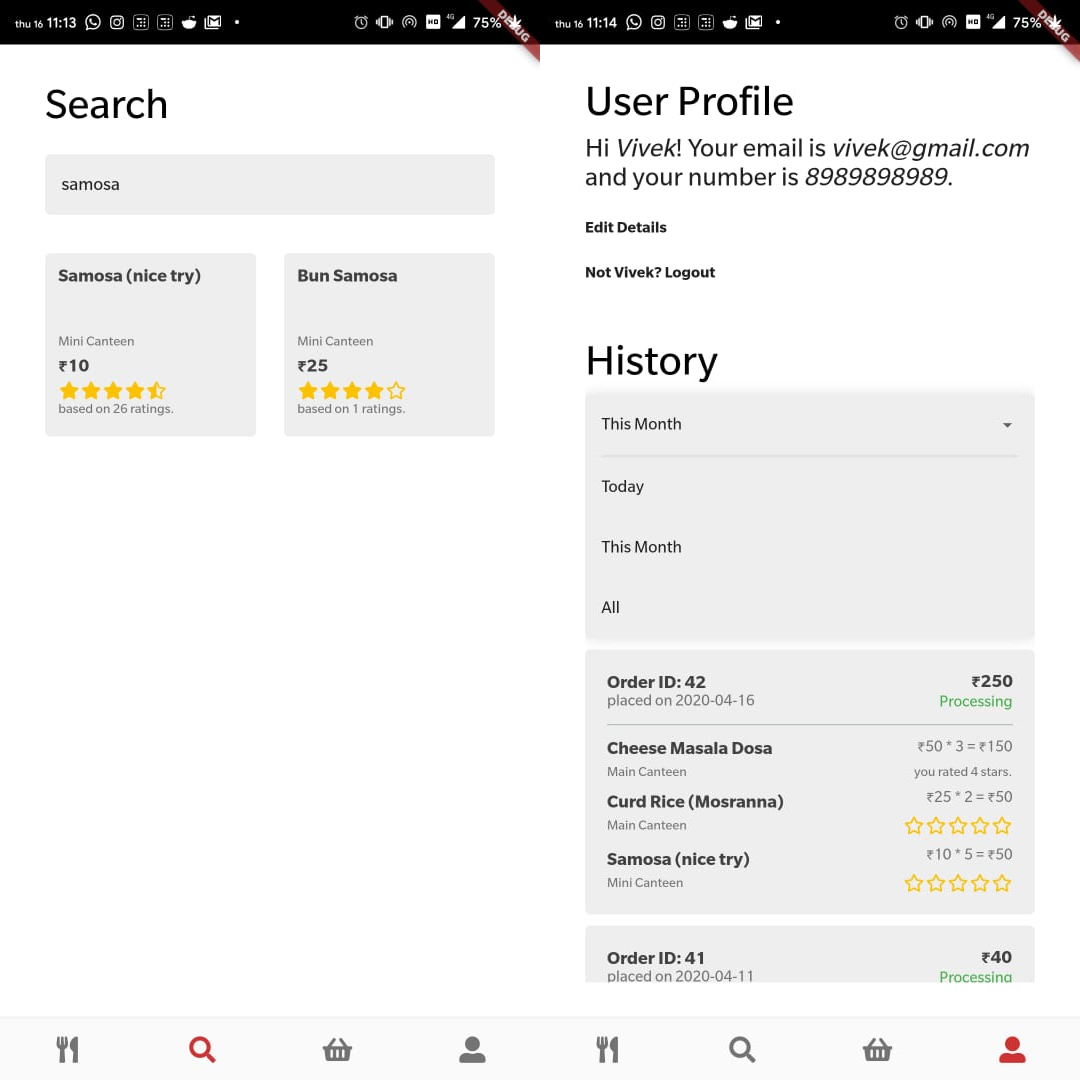 thu 16 11:13
HD
4G
75%
DEBUG
Search
samosa
Samosa (nice try)
Mini Canteen
₹10
based on 26 ratings.
Bun Samosa
Mini Canteen
₹25
based on 1 ratings.
thu 16 11:14
HD
4G
75%
DEBUG
User Profile
Hi Vivek! Your email is vivek@gmail.com
and your number is 8989898989.
Edit Details
Not Vivek? Logout
History
This Month
Today
This Month
All
Order ID: 42 ₹250
placed on 2020-04-16 Processing
Cheese Masala Dosa ₹50 * 3 = ₹150
Main Canteen you rated 4 stars.
Curd Rice (Mosranna) ₹25 * 2 = ₹50
Main Canteen
Samosa (nice try) ₹10 * 5 = ₹50
Mini Canteen
Order ID: 41 ₹40
placed on 2020-04-11 Processing